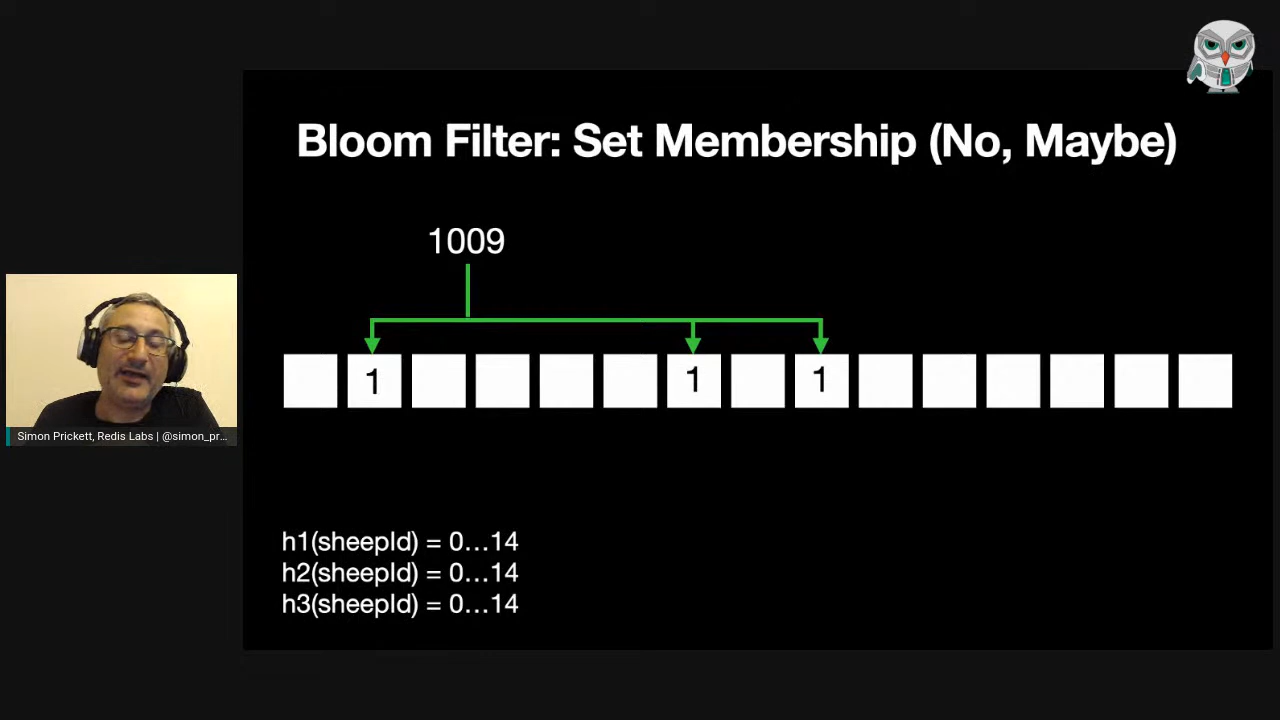 Bloom Filter: Set Membership (No, Maybe)
1009
1 1 1
Simon Prickett, Redis Labs | @simon_pr...
h1(sheepId) = 0...14
h2(sheepId) = 0...14
h3(sheepId) = 0...14